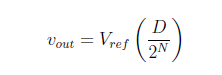 $v_{out} = V_{ref} \left( \frac{D}{2^N} \right)$